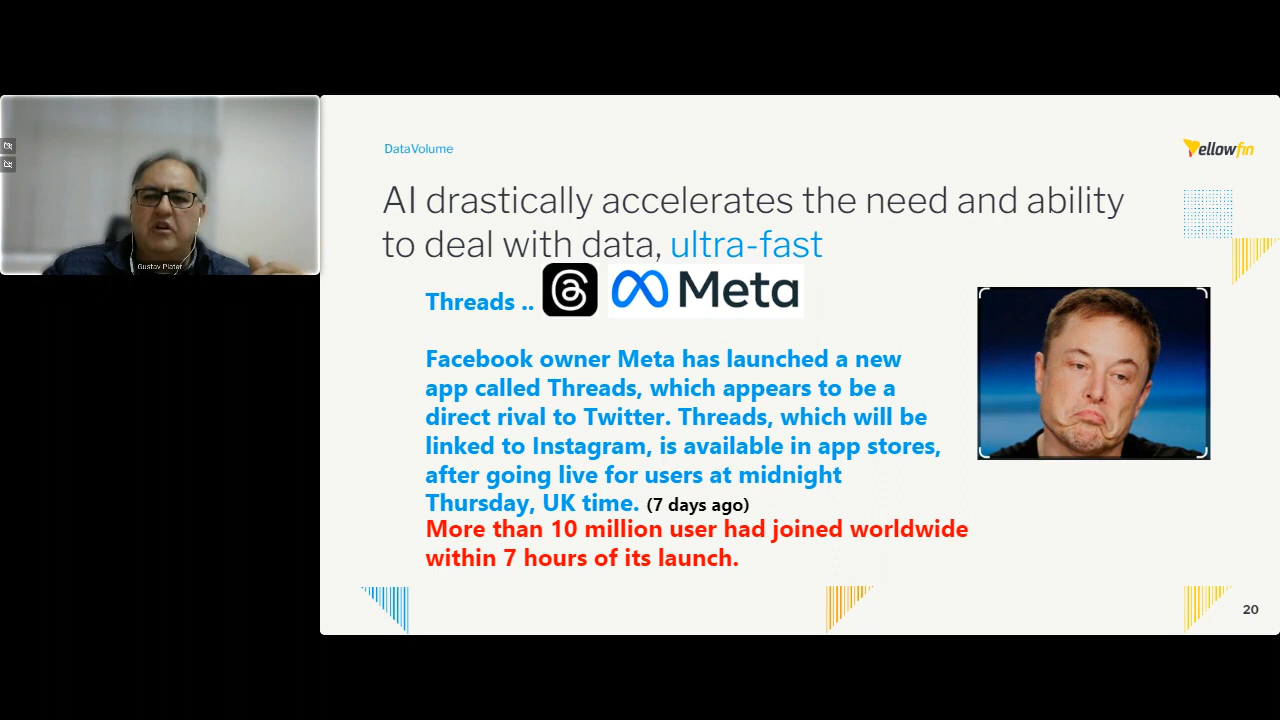 Gustav Piater
DataVolume
Yellowfin
AI drastically accelerates the need and ability
to deal with data, ultra-fast
Threads .. Meta
Facebook owner Meta has launched a new
app called Threads, which appears to be a
direct rival to Twitter. Threads, which will be
linked to Instagram, is available in app stores,
after going live for users at midnight
Thursday, UK time. (7 days ago)
More than 10 million user had joined worldwide
within 7 hours of its launch.
20